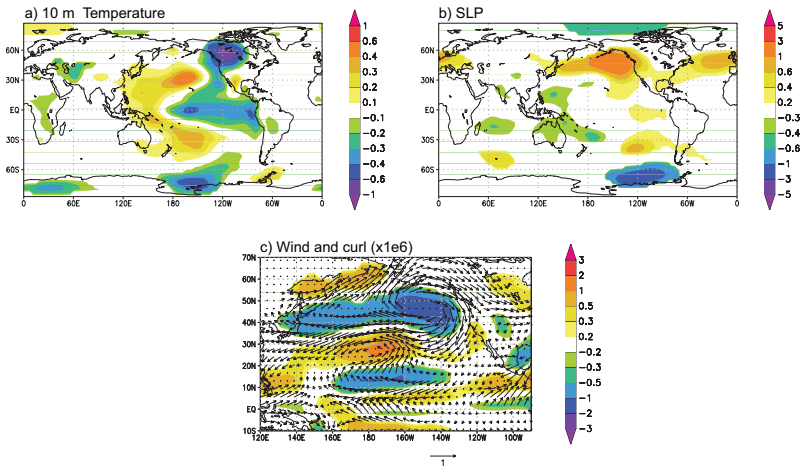 a) 10 m  Temperature
60N
30N
EQ
30S
60S
0 60E 120E 180 120W 60W 0
1
0.6
0.4
0.3
0.2
0.1
−0.1
−0.2
−0.3
−0.4
−0.6
−1
b) SLP
60N
30N
EQ
30S
60S
0 60E 120E 180 120W 60W 0
5
3
1
0.6
0.4
0.2
−0.3
−0.4
−0.6
−1
−3
−5
c) Wind and curl (x1e6)
70N
60N
50N
40N
30N
20N
10N
EQ
10S
120E 140E 160E 180 160W 140W 120W 100W
3
2
1
0.5
0.3
0.2
−0.2
−0.3
−0.5
−1
−2
−3
1